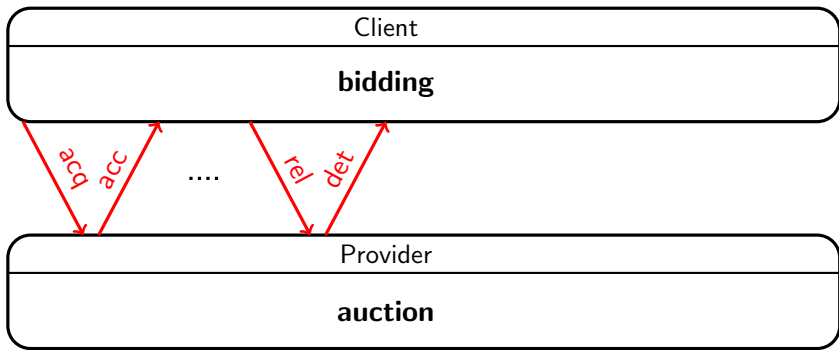 Client
bidding
acq acc .... rel det
Provider
auction